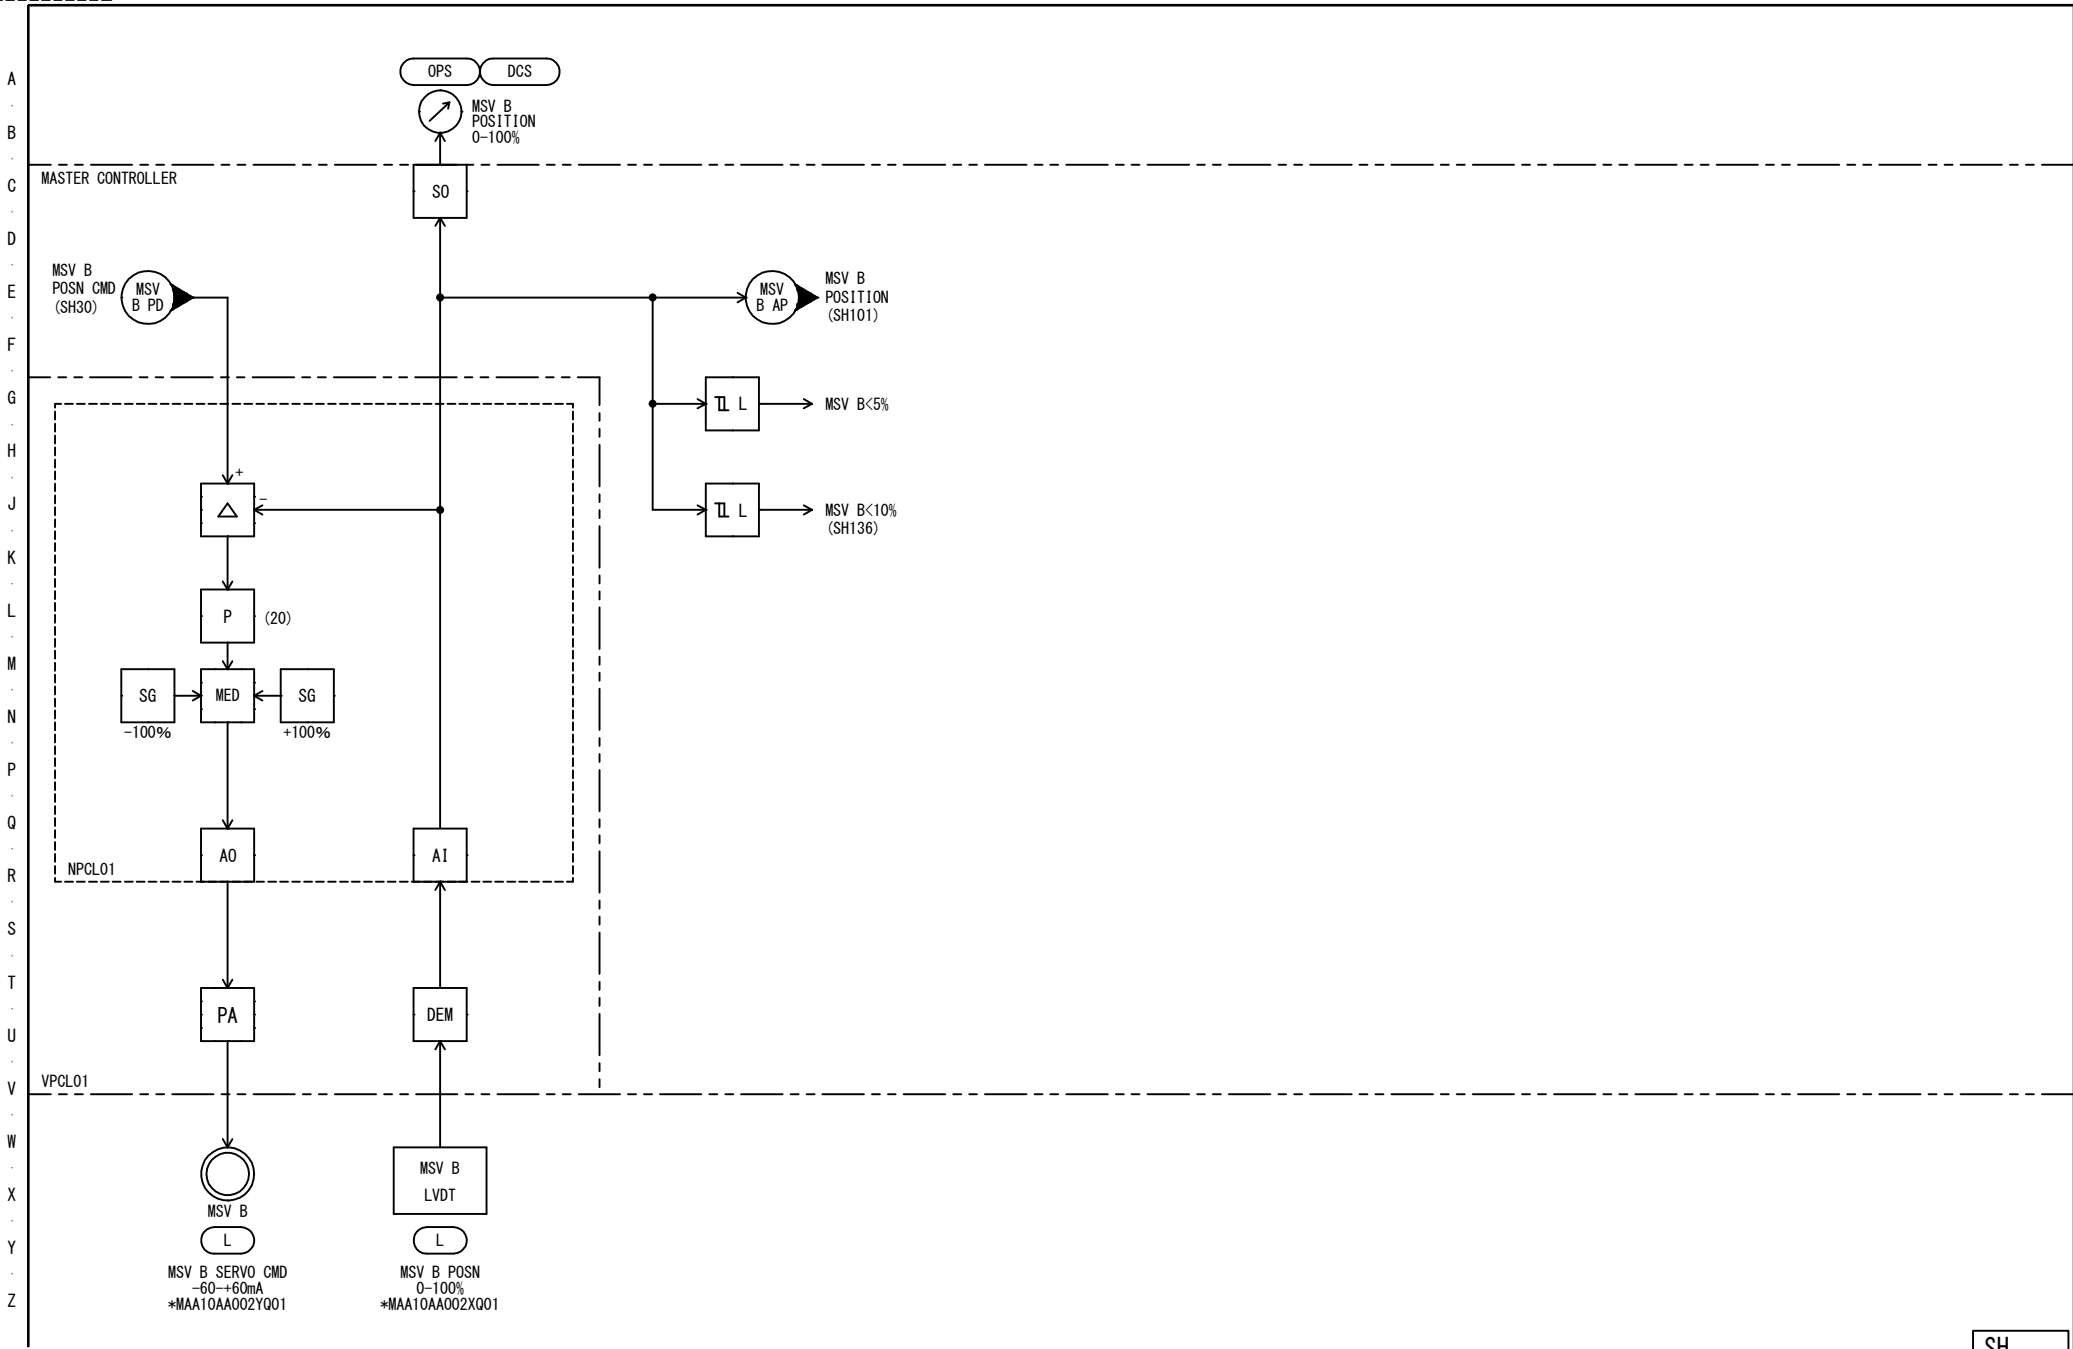 A
B
C
D
E
F
G
H
J
K
L
M
N
P
Q
R
S
T
U
V
W
X
Y
Z
OPS
DCS
MSV B
POSITION
0-100%
MASTER CONTROLLER
SO
MSV B
POSN CMD
(SH30)
MSV
B PD
MSV
B AP
MSV B
POSITION
(SH101)
L
MSV B<5%
+
-
△
L
MSV B<10%
(SH136)
P
(20)
SG
-100%
MED
SG
+100%
AO
AI
NPCL01
PA
DEM
VPCL01
MSV B
L
MSV B SERVO CMD
-60-+60mA
*MAA10AA002YQ01
MSV B
LVDT
L
MSV B POSN
0-100%
*MAA10AA002XQ01
SH